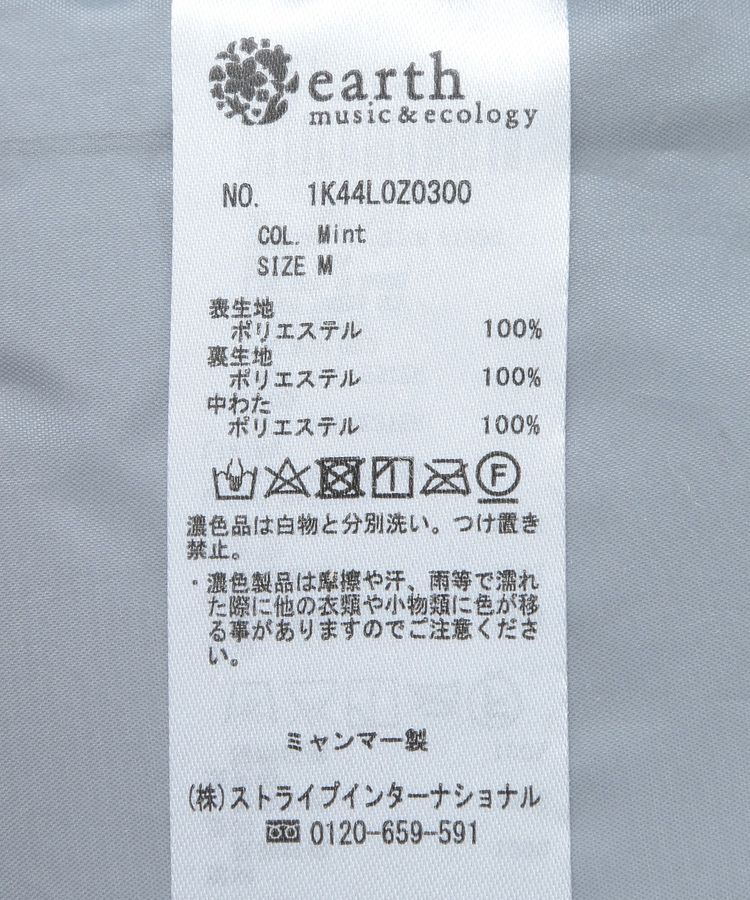 earth
music&ecology
NO. 1K44L0Z0300
COL. Mint
SIZE M
表生地
ポリエステル 100%
裏生地
ポリエステル 100%
中わた
ポリエステル 100%
F
濃色品は白物と分別洗い。つけ置き
禁止。
・濃色製品は摩擦や汗、雨等で濡れ
た際に他の衣類や小物類に色が移
る事がありますのでご注意くださ
い。
ミャンマー製
(株)ストライプインターナショナル
0120-659-591